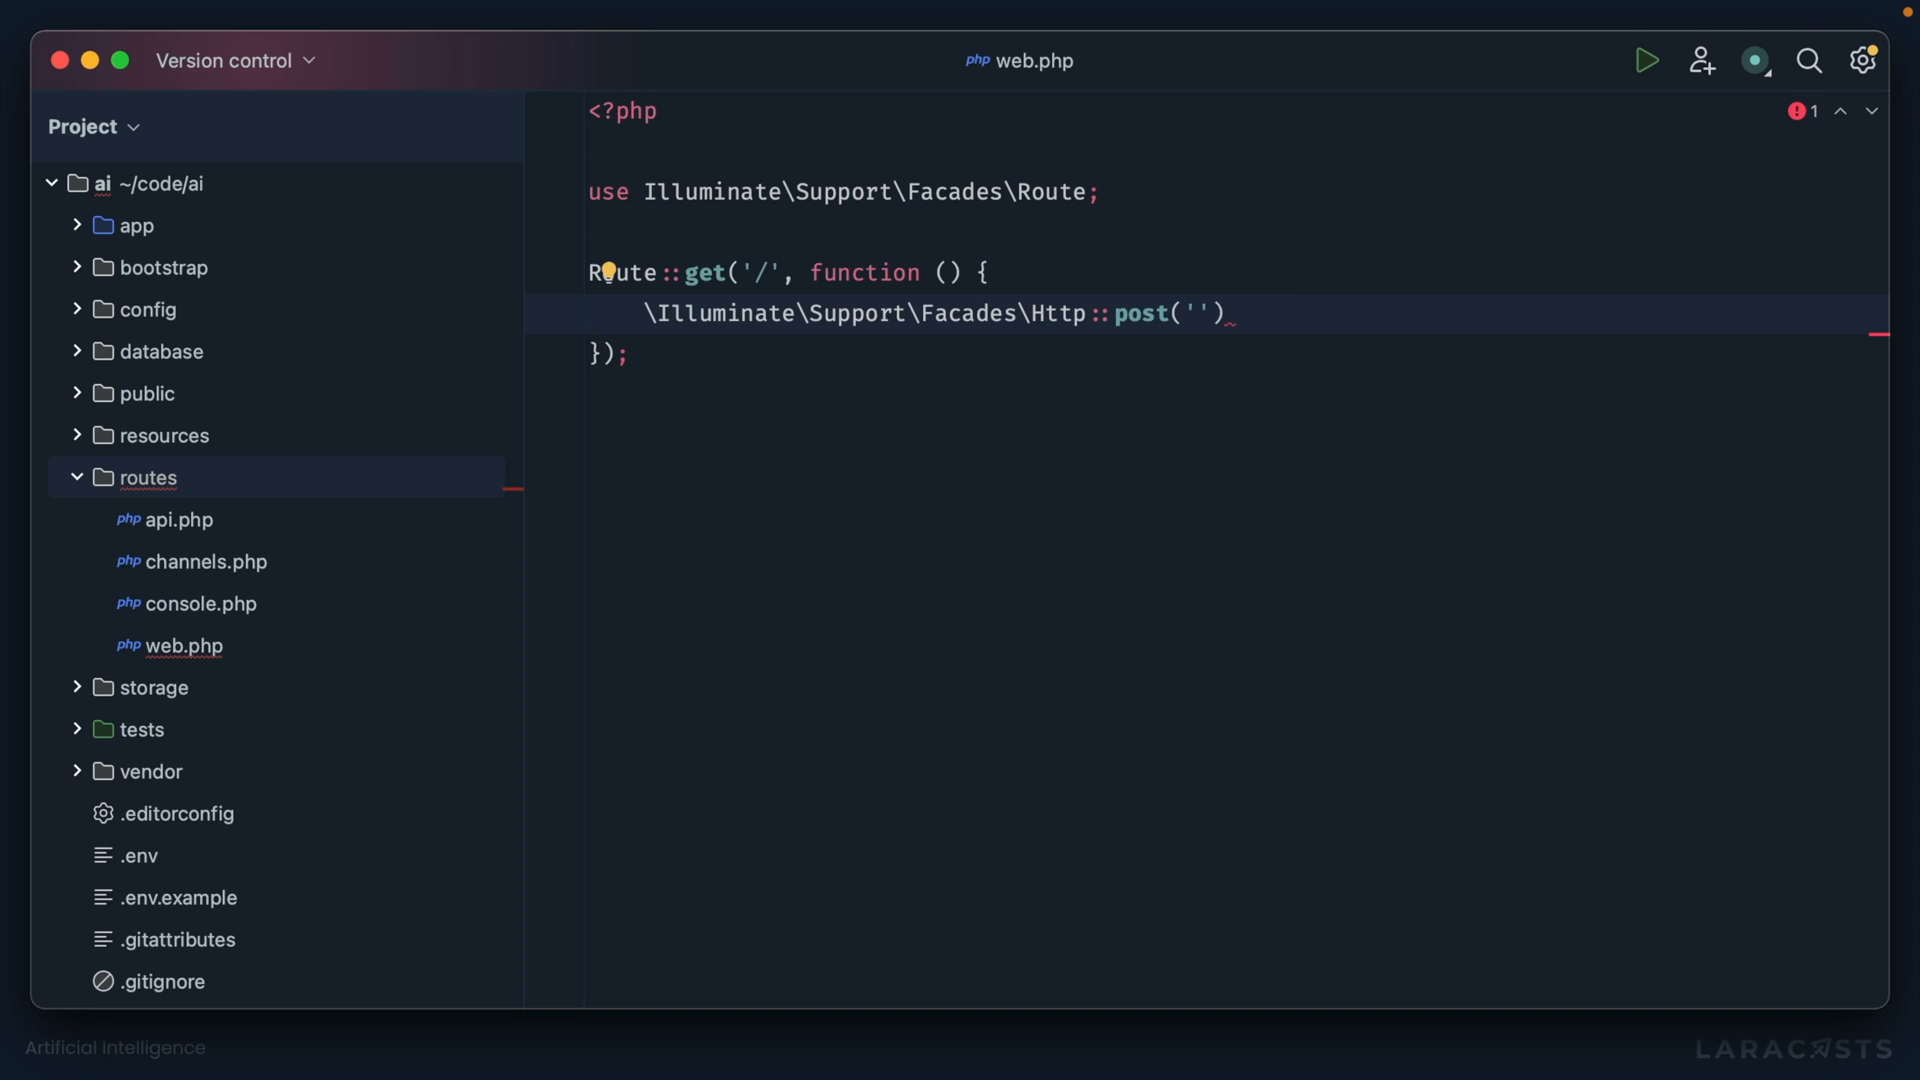 Version control
php web.php
Project
ai ~/code/ai
app
bootstrap
config
database
public
resources
routes
php api.php
php channels.php
php console.php
php web.php
storage
tests
vendor
.editorconfig
.env
.env.example
.gitattributes
.gitignore
<?php
1
use Illuminate\Support\Facades\Route;
Route::get('/', function () {
\Illuminate\Support\Facades\Http::post('')
});
Artificial Intelligence
LARACASTS